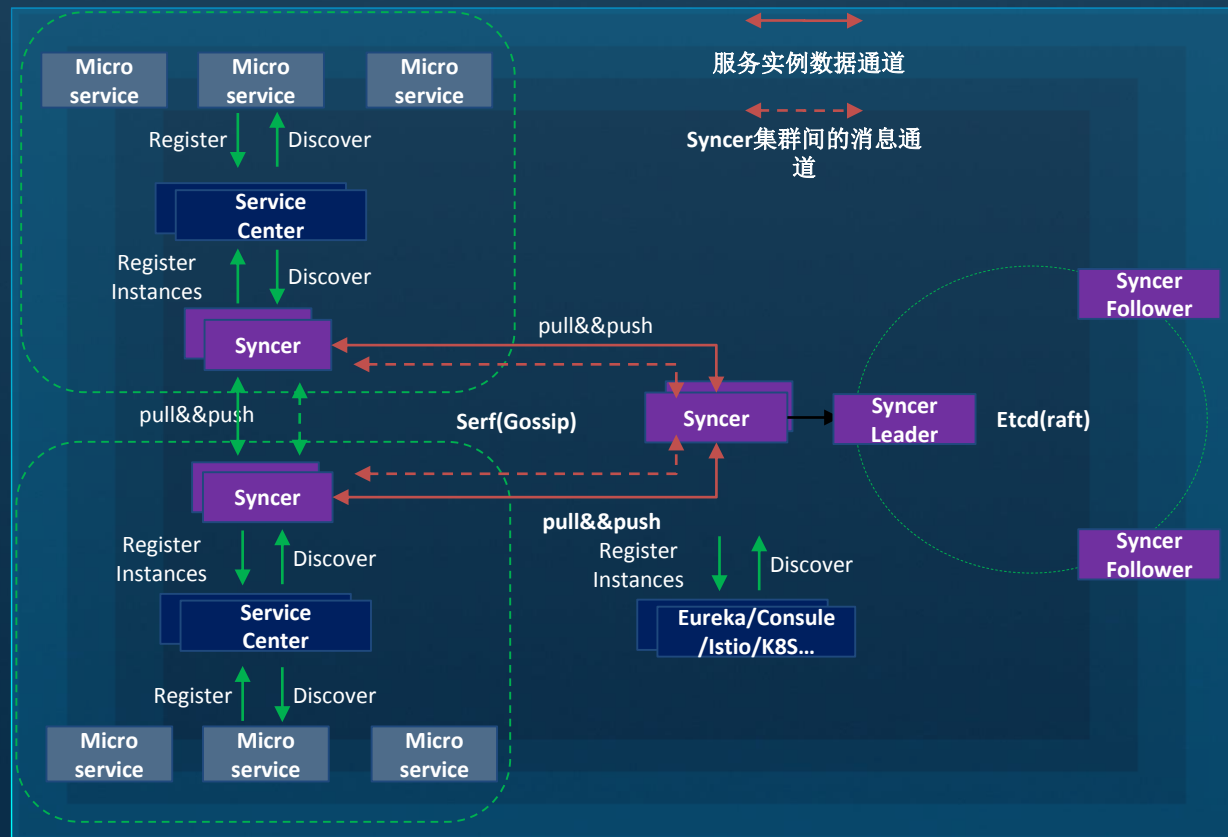 Micro
service
Micro
service
Micro
service
服务实例数据通道
Register
Discover
Syncer集群间的消息通
道
Service
Center
Register
Instances
Discover
Syncer
pull&&push
Syncer
Follower
pull&&push
Serf(Gossip)
Syncer
Syncer
Leader
Etcd(raft)
Syncer
pull&&push
Register
Instances
Discover
Register
Instances
Discover
Syncer
Follower
Service
Center
Eureka/Consule
/Istio/K8S...
Register
Discover
Micro
service
Micro
service
Micro
service